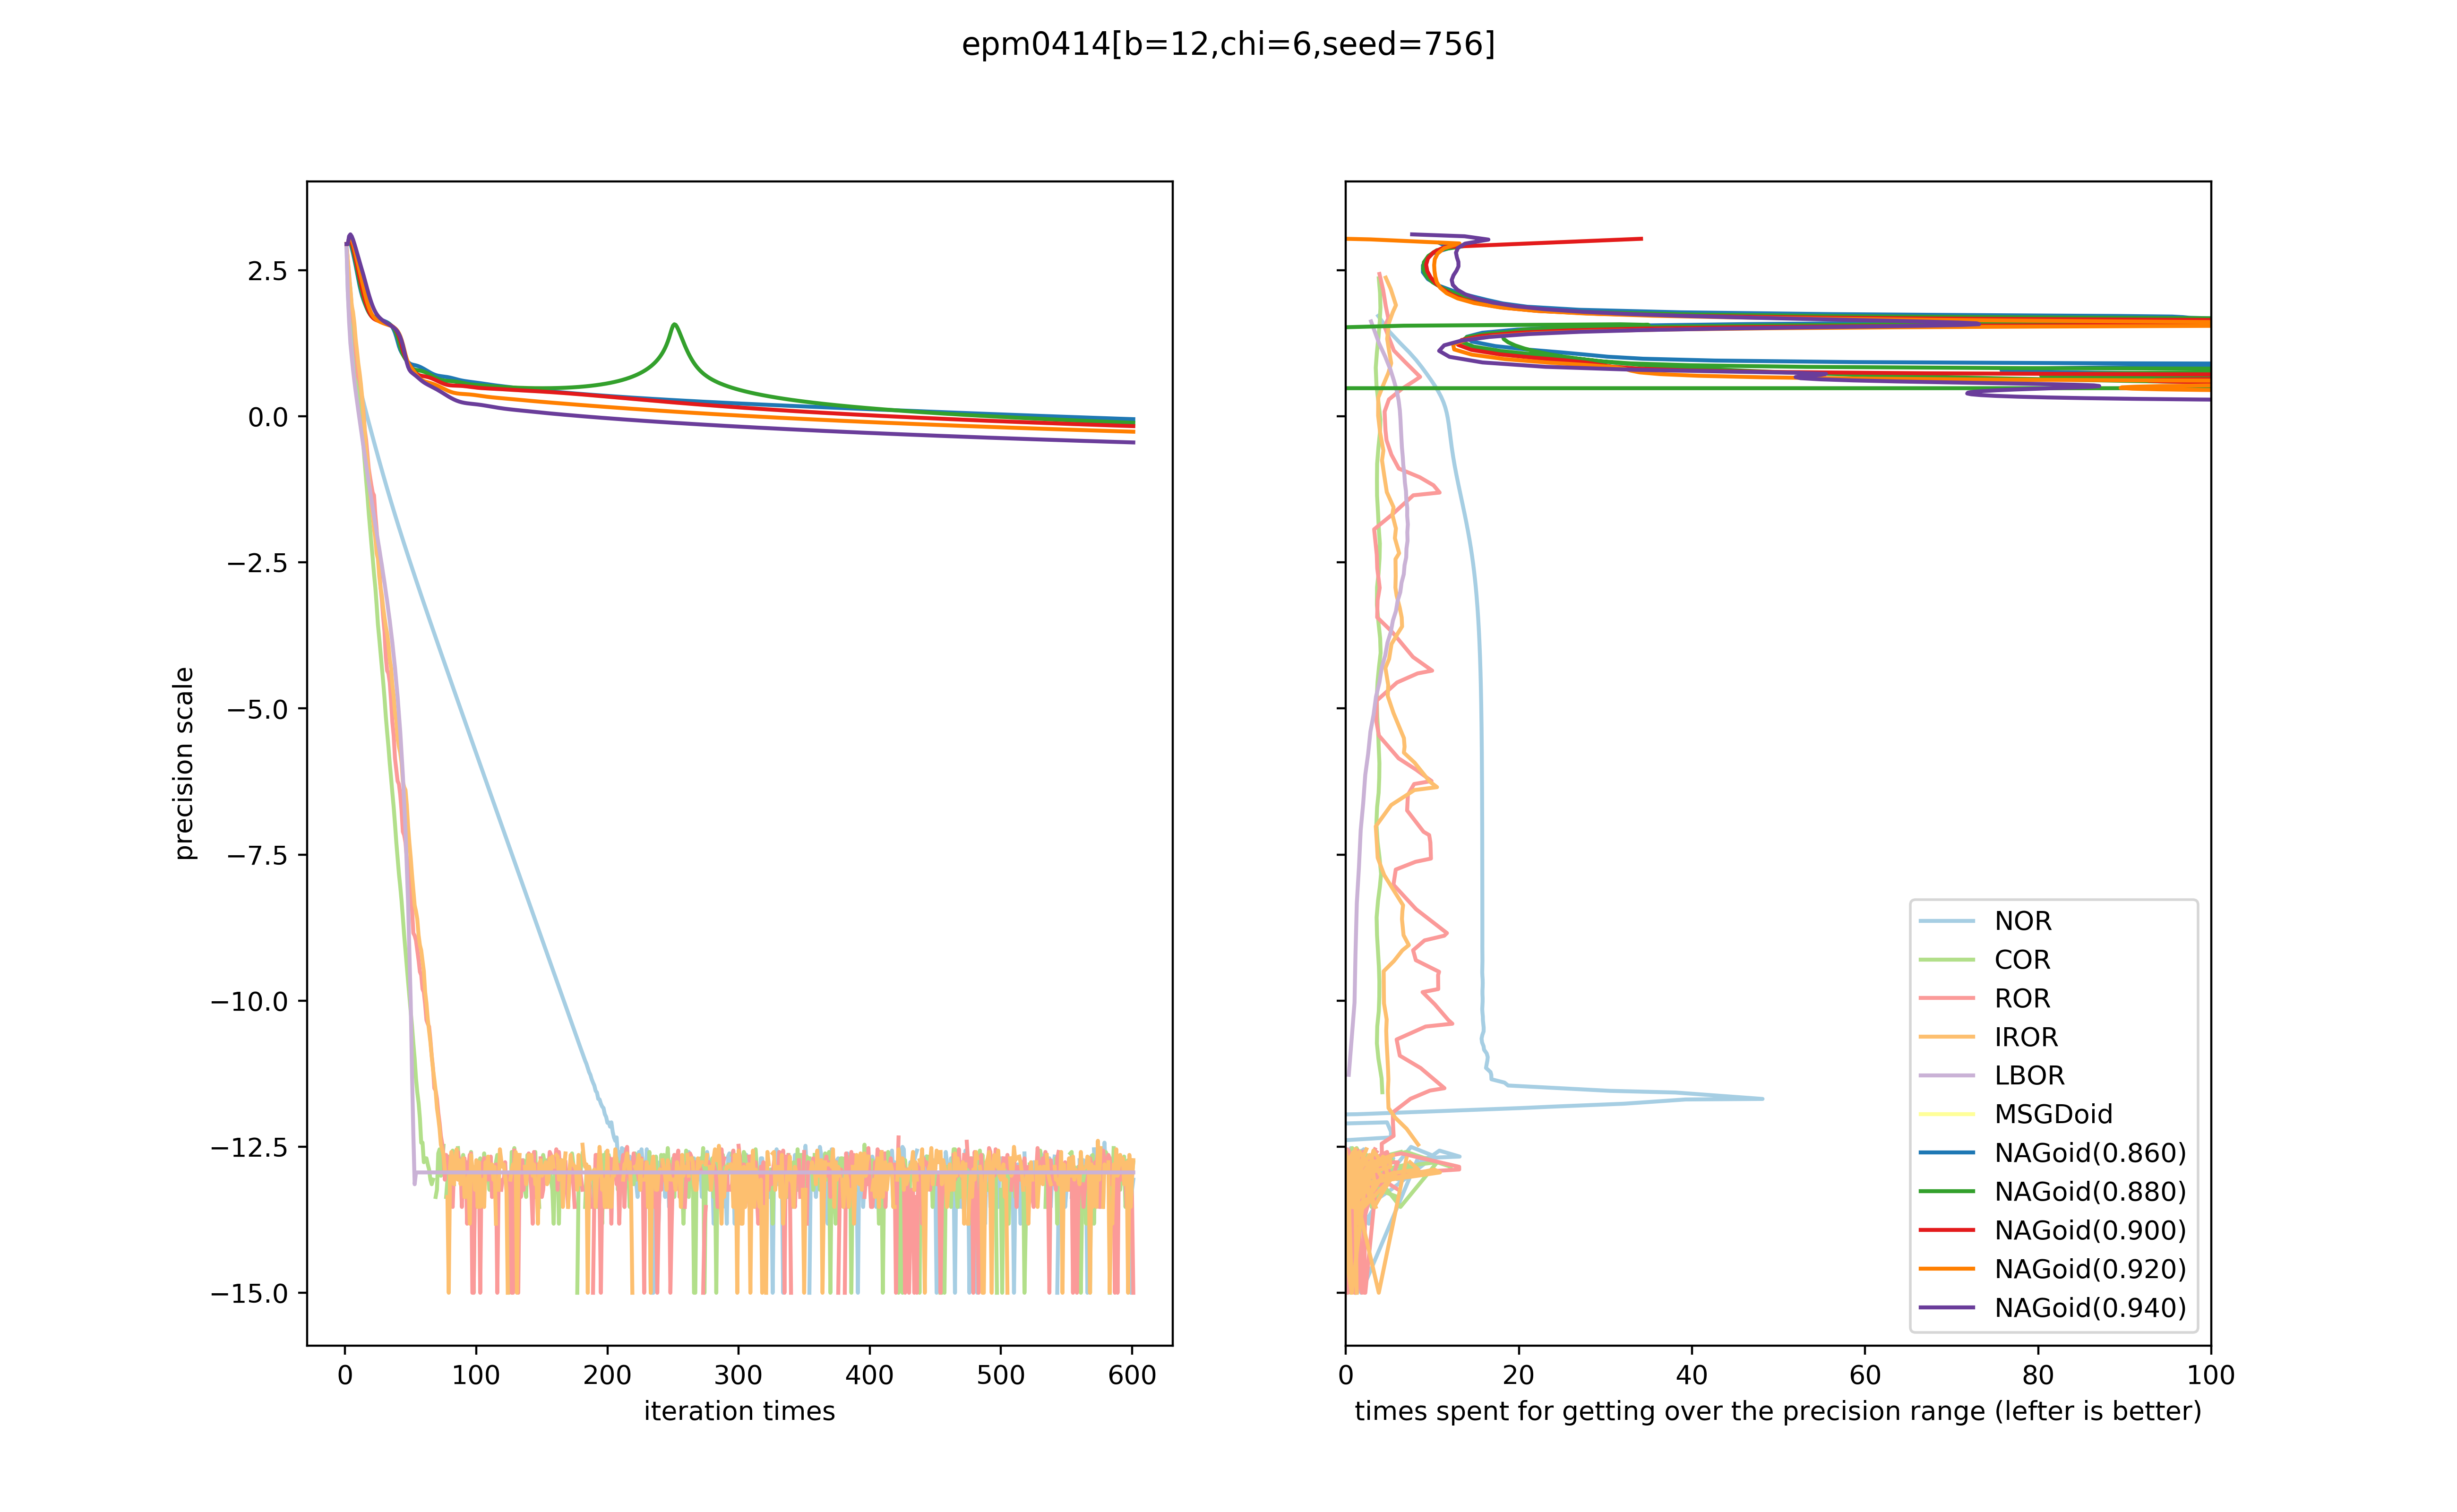 epm0414[b=12,chi=6,seed=756]
precision scale
2.5
0.0
−2.5
−5.0
−7.5
−10.0
−12.5
−15.0
0 100 200 300 400 500 600
iteration times
0 20 40 60 80 100
times spent for getting over the precision range (lefter is better)
NOR
COR
ROR
IROR
LBOR
MSGDoid
NAGoid(0.860)
NAGoid(0.880)
NAGoid(0.900)
NAGoid(0.920)
NAGoid(0.940)